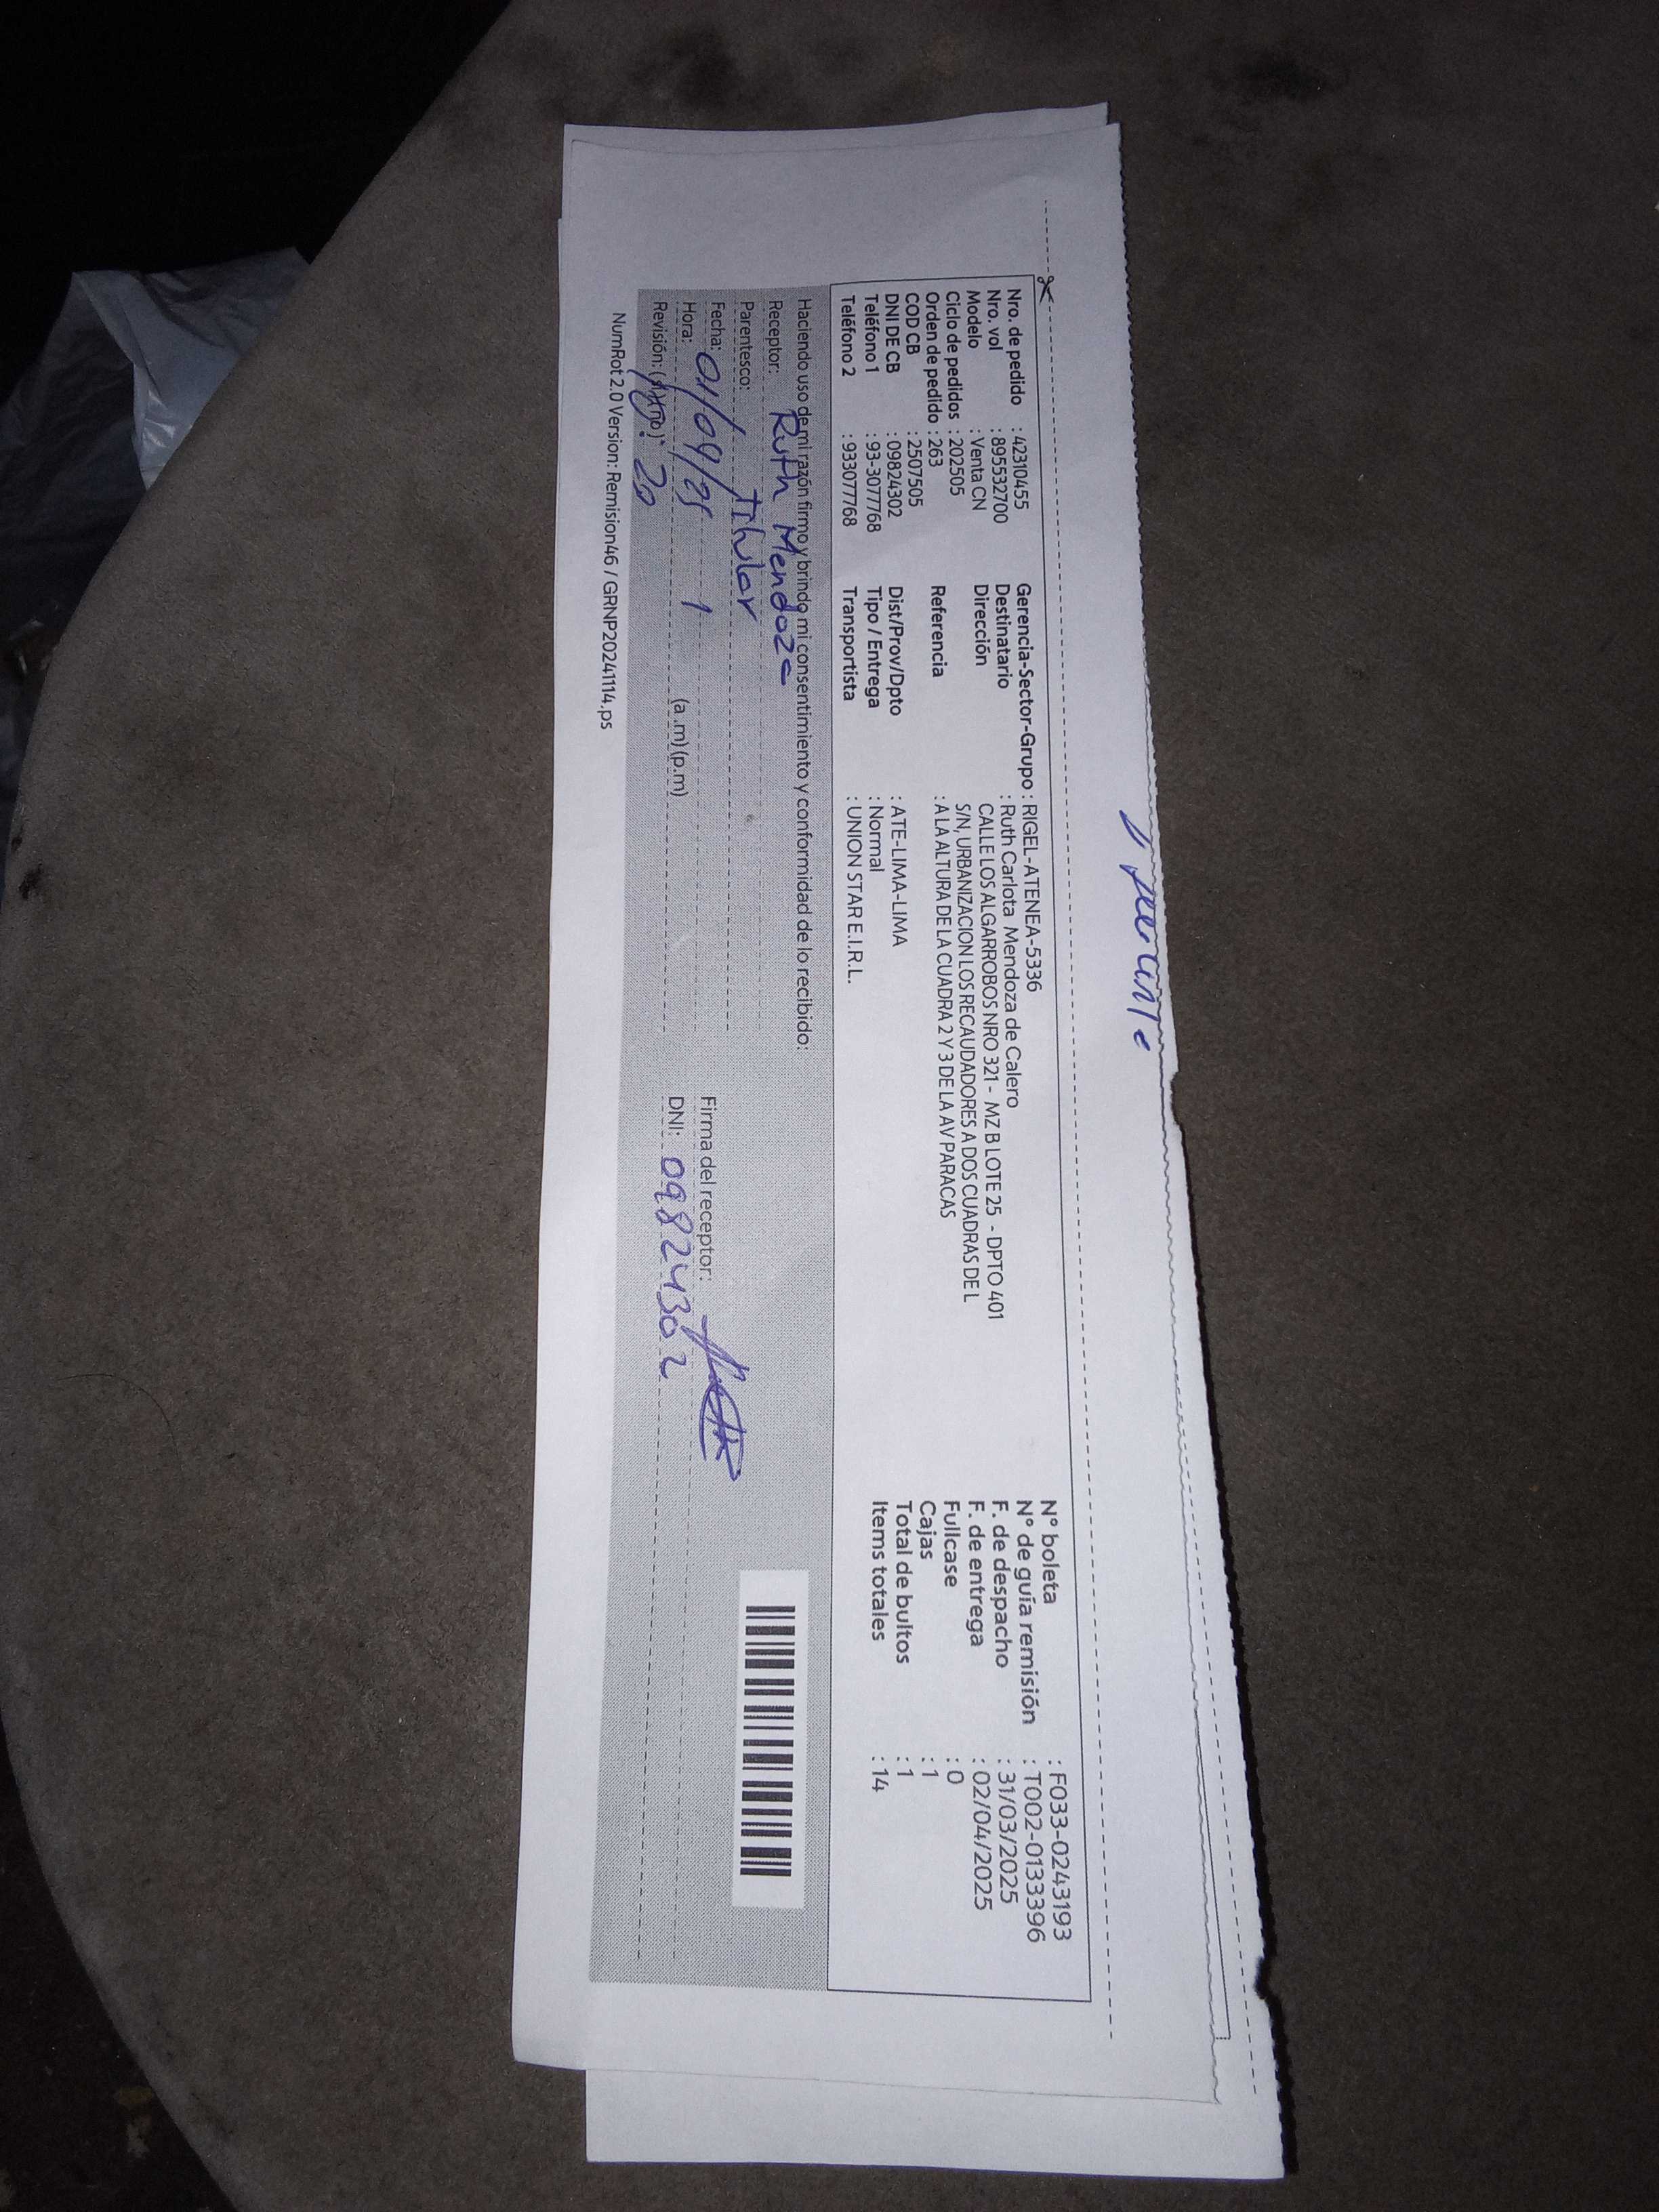 Nro. de pedido : 42310455
Nro. vol : 895532700
Modelo : Venta CN
Ciclo de pedidos : 202505
Orden de pedido : 263
COD CB : 2507505
DNI DE CB : 09824302
Teléfono 1 : 93-3077768
Teléfono 2 : 933077768
Gerencia-Sector-Grupo : RIGEL-ATENEA-5336
Destinatario : Ruth Carlota Mendoza de Calero
Dirección CALLE LOS ALGARROBOS NRO 321 - MZ B LOTE 25 - DPTO 401
S/N, URBANIZACION LOS RECAUDADORES A DOS CUADRAS DE L
Referencia : A LA ALTURA DE LA CUADRA 2 Y 3 DE LA AV PARACAS
Dist/Prov/Dpto : ATE-LIMA-LIMA
Tipo / Entrega : Normal
Transportista : UNION STAR E.I.R.L.
N° boleta : F033-0243193
N° de guía remisión : T002-0133396
F. de despacho : 31/03/2025
F. de entrega : 02/04/2025
Fullcase : 0
Cajas : 1
Total de bultos : 1
Items totales : 14
Haciendo uso de mi razón firmo y brindo mi consentimiento y conformidad de lo recibido:
Receptor: Ruth Mendoza
Parentesco: titular
Fecha:
Hora: 1 (a.m)(p.m)
Revisión:
Firma del receptor:
DNI: 09824302
NumRot 2.0 Version: Remision46 / GRNP20241114.ps